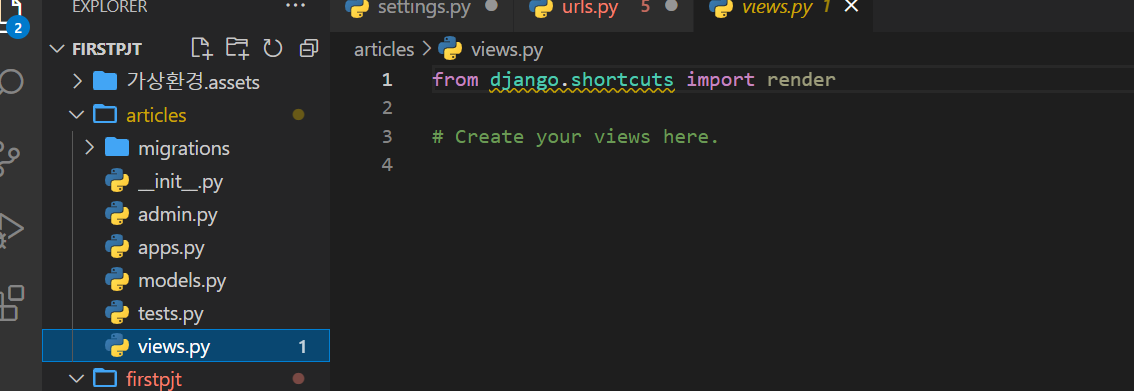 EXPLORER
settings.py
urls.py 5
views.py 1
2
FIRSTPJT
articles > views.py
가상환경.assets
articles
migrations
__init__.py
admin.py
apps.py
models.py
tests.py
views.py 1
firstpjt
1 from django.shortcuts import render
2
3 # Create your views here.
4